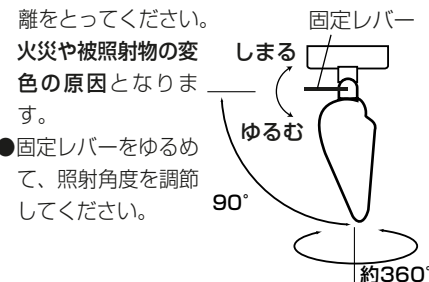 離をとってください。
火災や被照射物の変
色の原因となりま
す。
●固定レバーをゆるめ
て、照射角度を調節
してください。
固定レバー
しまる
ゆるむ
90°
約360°